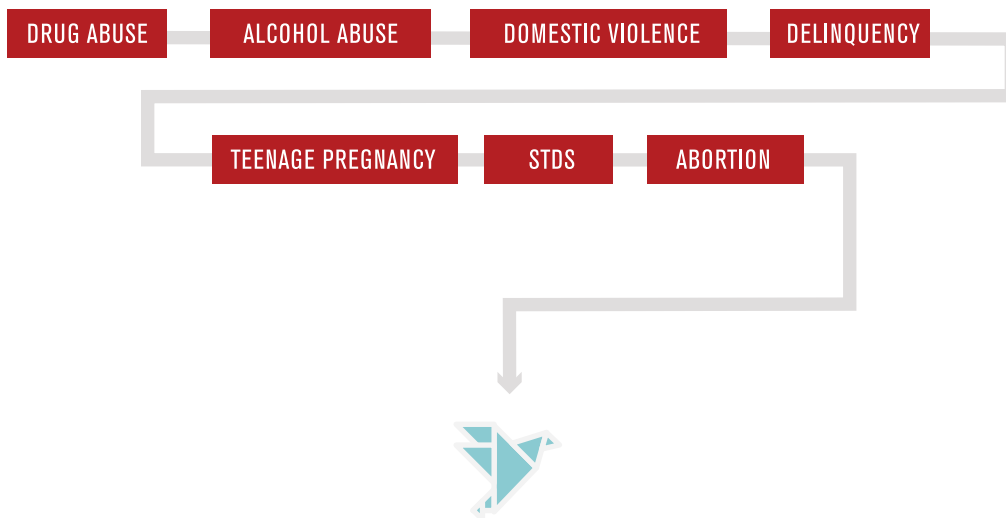 DRUG ABUSE ALCOHOL ABUSE DOMESTIC VIOLENCE DELINQUENCY
TEENAGE PREGNANCY STDS ABORTION